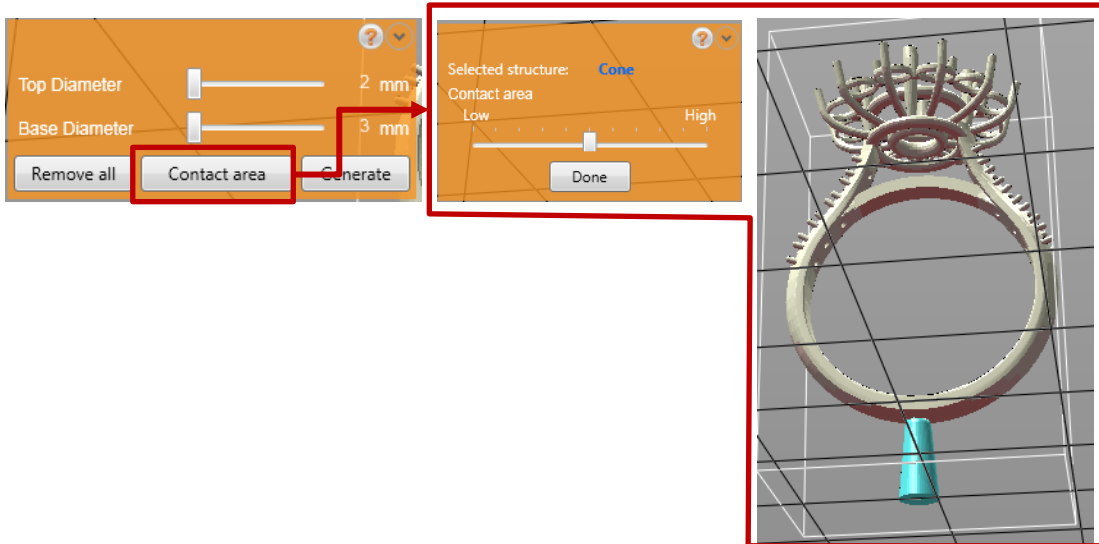 Top Diameter 2 mm
Base Diameter 3 mm
Remove all Contact area Generate
Selected structure: Cone
Contact area
Low High
Done